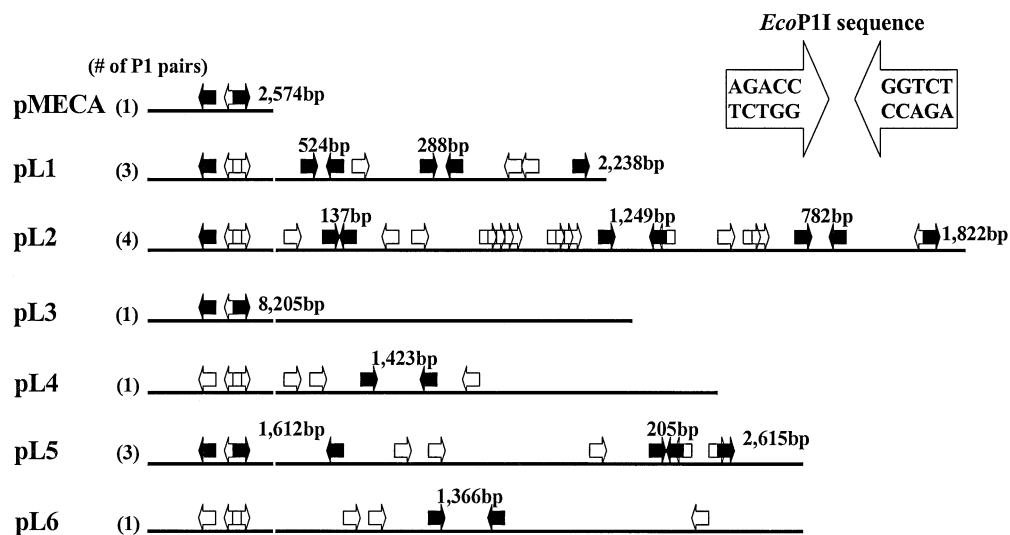 EcoP1I sequence
AGACC GGTCT
TCTGG CCAGA
(# of P1 pairs)
pMECA (1) 2,574bp
pL1 (3) 524bp 288bp 2,238bp
pL2 (4) 137bp 1,249bp 782bp 1,822bp
pL3 (1) 8,205bp
pL4 (1) 1,423bp
pL5 (3) 1,612bp 205bp 2,615bp
pL6 (1) 1,366bp